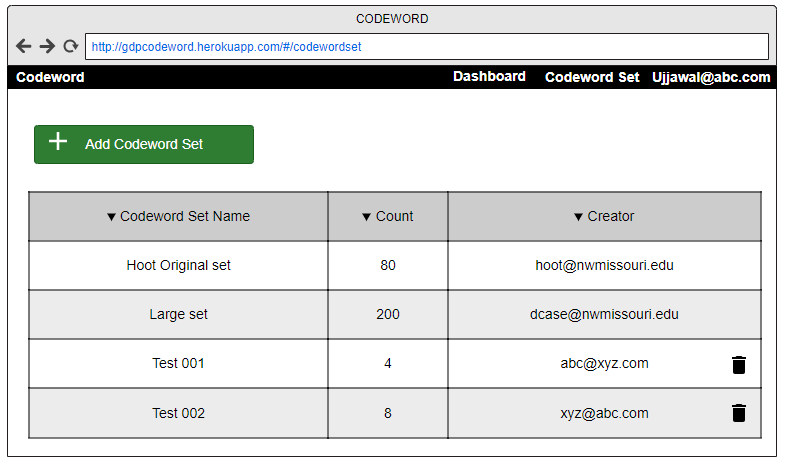 CODEWORD
http://gdpcodeword.herokuapp.com/#/codewordset
Codeword Dashboard Codeword Set Ujjawal@abc.com
Add Codeword Set
Codeword Set Name Count Creator
Hoot Original set 80 hoot@nwmissouri.edu
Large set 200 dcase@nwmissouri.edu
Test 001 4 abc@xyz.com
Test 002 8 xyz@abc.com